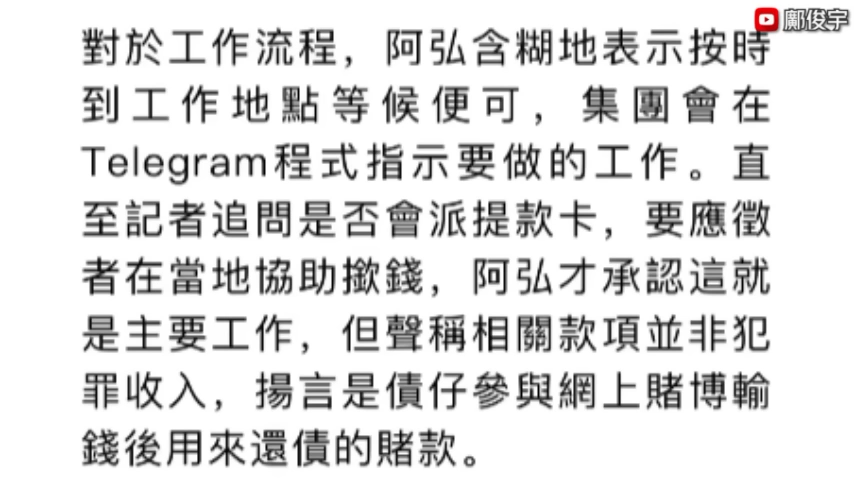 鄺俊宇
對於工作流程，阿弘含糊地表示按時
到工作地點等候便可，集團會在
Telegram程式指示要做的工作。直
至記者追問是否會派提款卡，要應徵
者在當地協助撳錢，阿弘才承認這就
是主要工作，但聲稱相關款項並非犯
罪收入，揚言是債仔參與網上賭博輸
錢後用來還債的賭款。